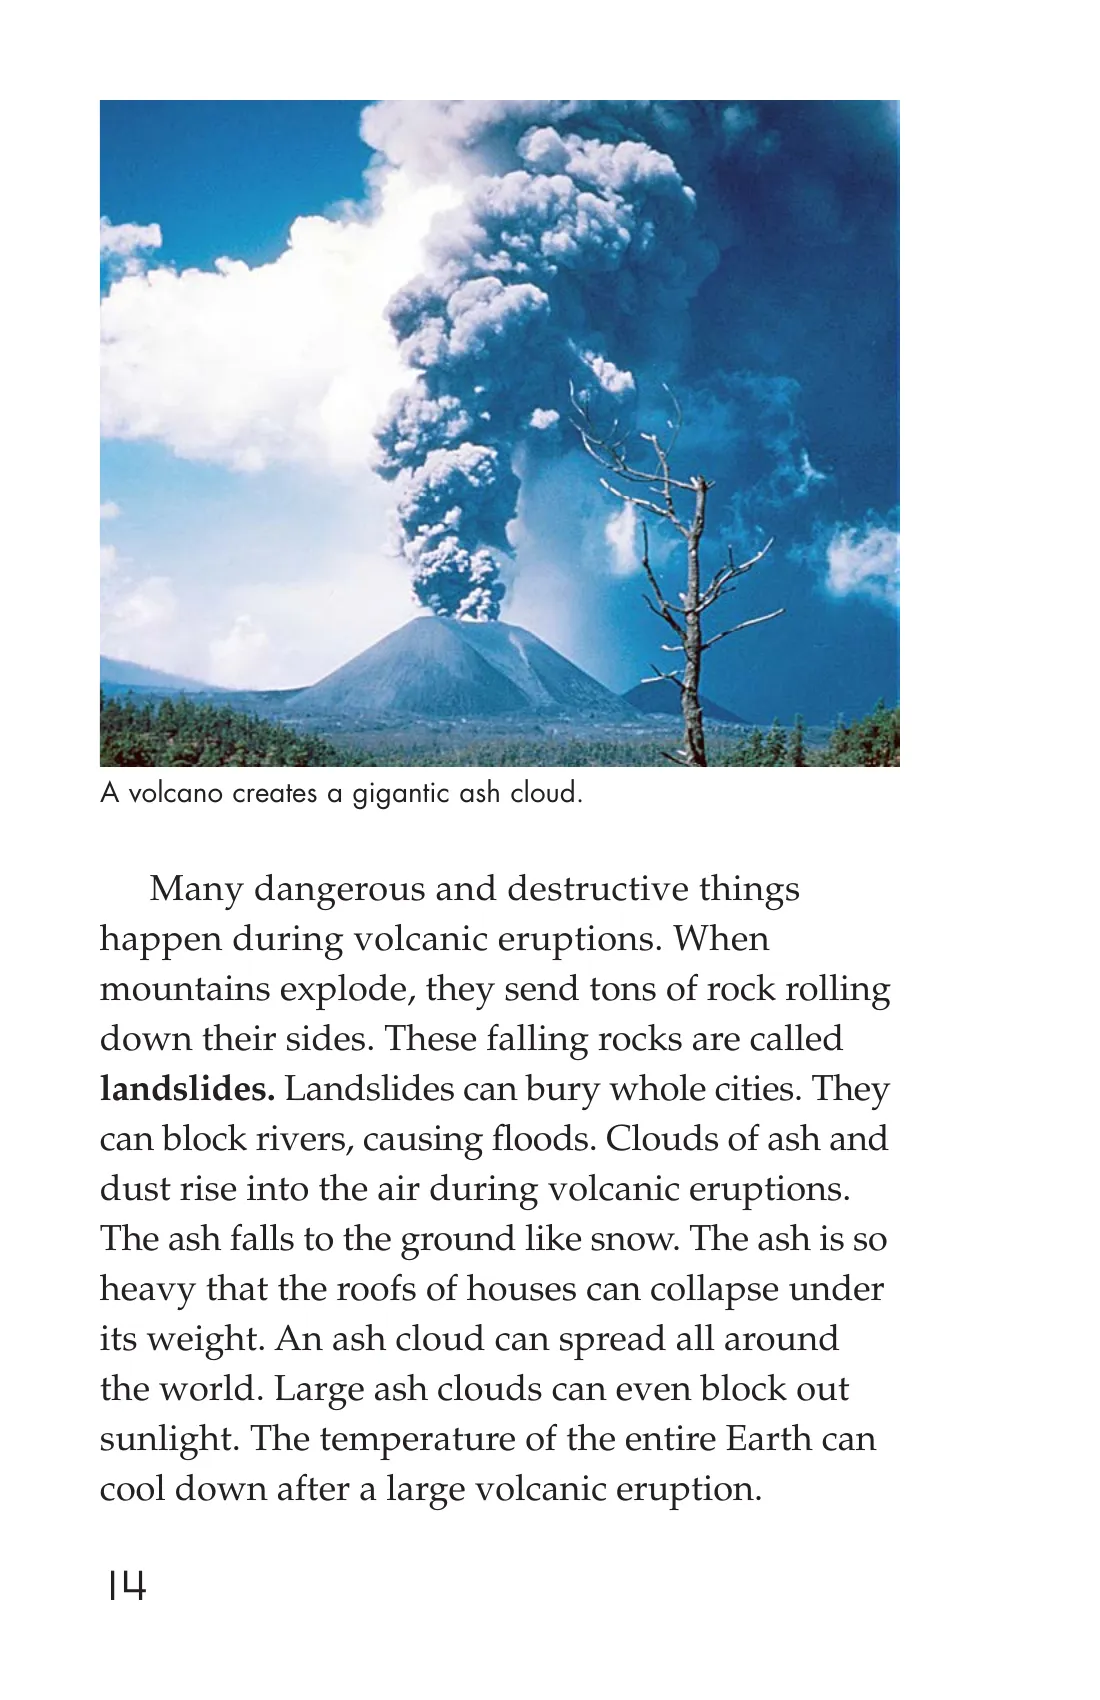 A volcano creates a gigantic ash cloud.
Many dangerous and destructive things
happen during volcanic eruptions. When
mountains explode, they send tons of rock rolling
down their sides. These falling rocks are called
landslides. Landslides can bury whole cities. They
can block rivers, causing floods. Clouds of ash and
dust rise into the air during volcanic eruptions.
The ash falls to the ground like snow. The ash is so
heavy that the roofs of houses can collapse under
its weight. An ash cloud can spread all around
the world. Large ash clouds can even block out
sunlight. The temperature of the entire Earth can
cool down after a large volcanic eruption.
14